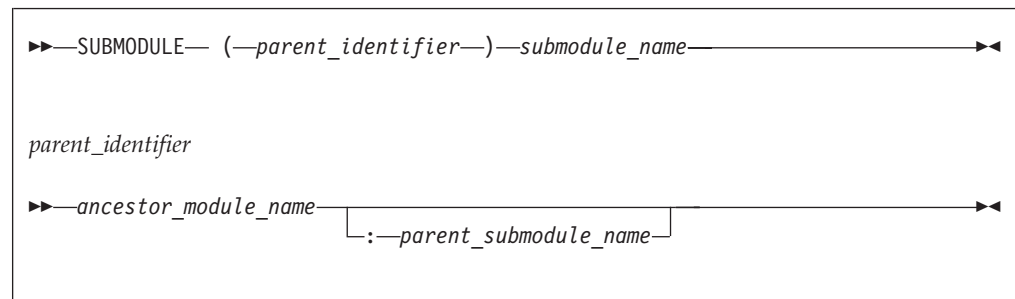 SUBMODULE ( parent_identifier ) submodule_name
parent_identifier
ancestor_module_name
: parent_submodule_name